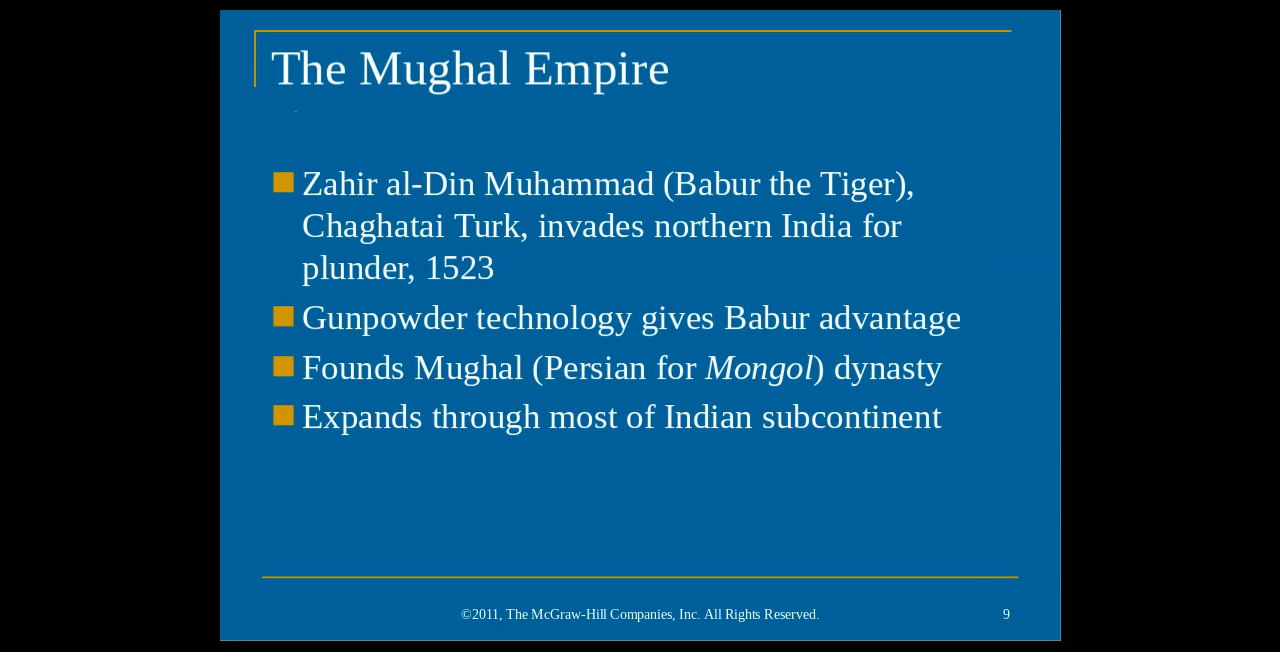 The Mughal Empire
Zahir al-Din Muhammad (Babur the Tiger),
Chaghatai Turk, invades northern India for
plunder, 1523
Gunpowder technology gives Babur advantage
Founds Mughal (Persian for Mongol) dynasty
Expands through most of Indian subcontinent
©2011, The McGraw-Hill Companies, Inc. All Rights Reserved.
9